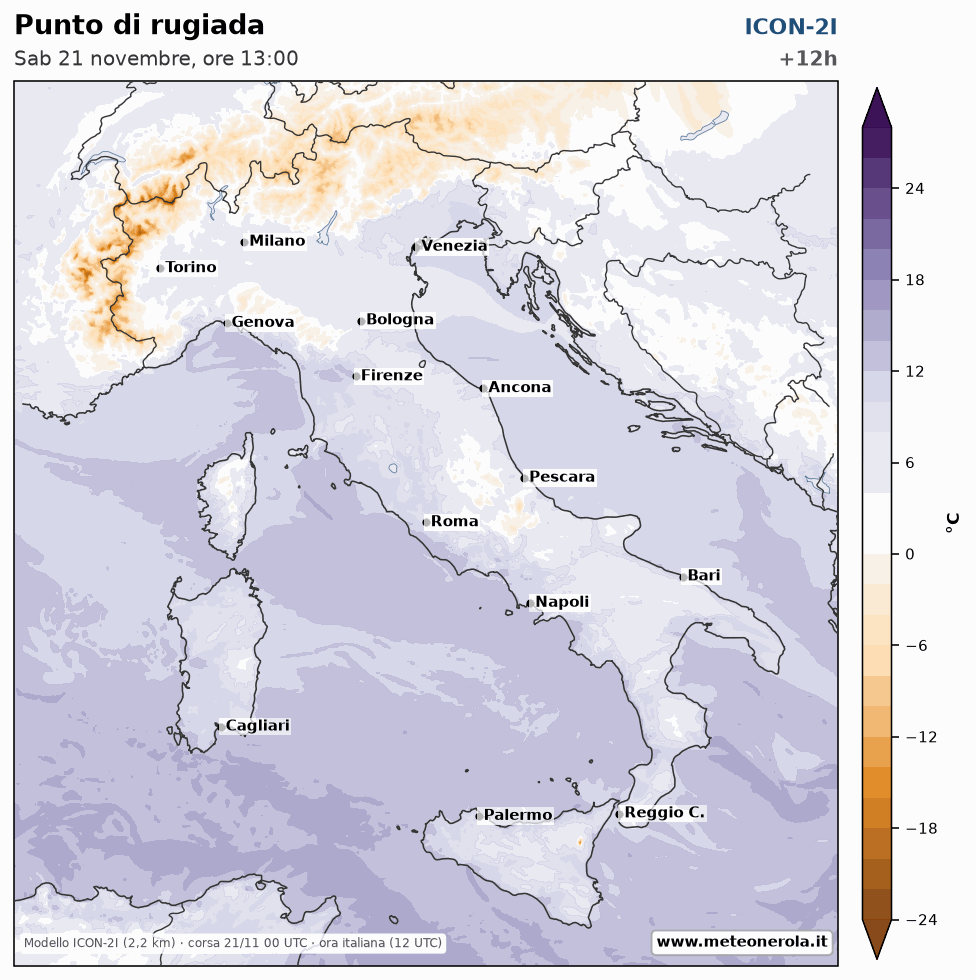 Punto di rugiada
ICON-2I
Sab 21 novembre, ore 13:00
+12h
Milano
Venezia
Torino
Genova
Bologna
Firenze
Ancona
Pescara
Roma
Bari
Napoli
Cagliari
Palermo
Reggio C.
24
18
12
6
0
−6
−12
−18
−24
°C
Modello ICON-2I (2,2 km) · corsa 21/11 00 UTC · ora italiana (12 UTC)
www.meteonerola.it